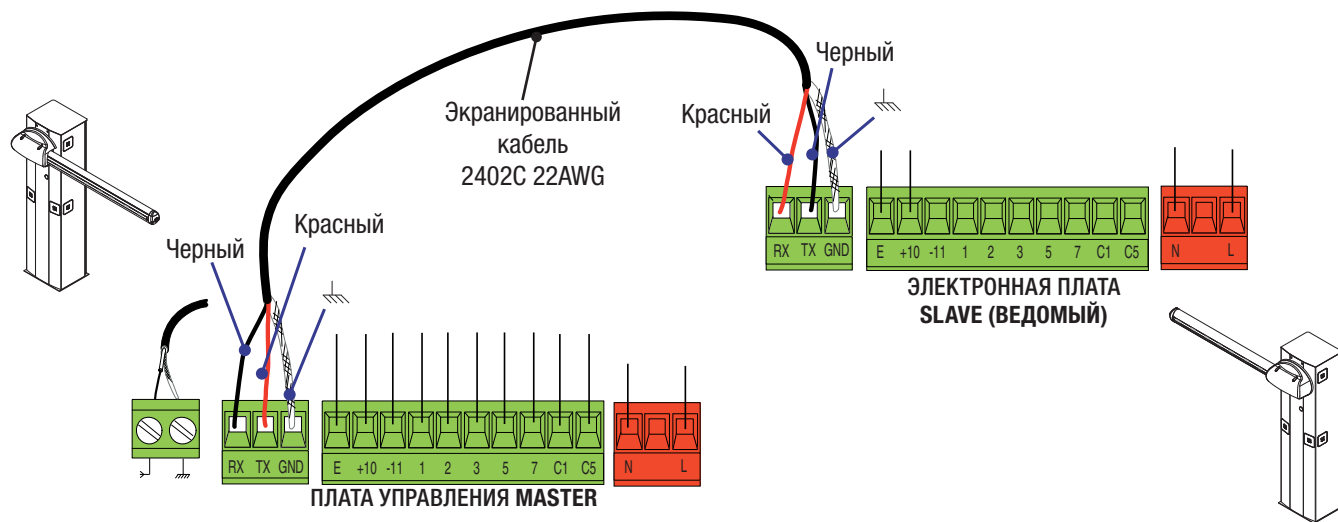 Экранированный
кабель
2402C 22AWG
Черный
Красный
RX TX GND
E +10 -11 1 2 3 5 7 C1 C5
N L
ЭЛЕКТРОННАЯ ПЛАТА
SLAVE (ВЕДОМЫЙ)
Красный
Черный
RX TX GND
E +10 -11 1 2 3 5 7 C1 C5
N L
ПЛАТА УПРАВЛЕНИЯ MASTER